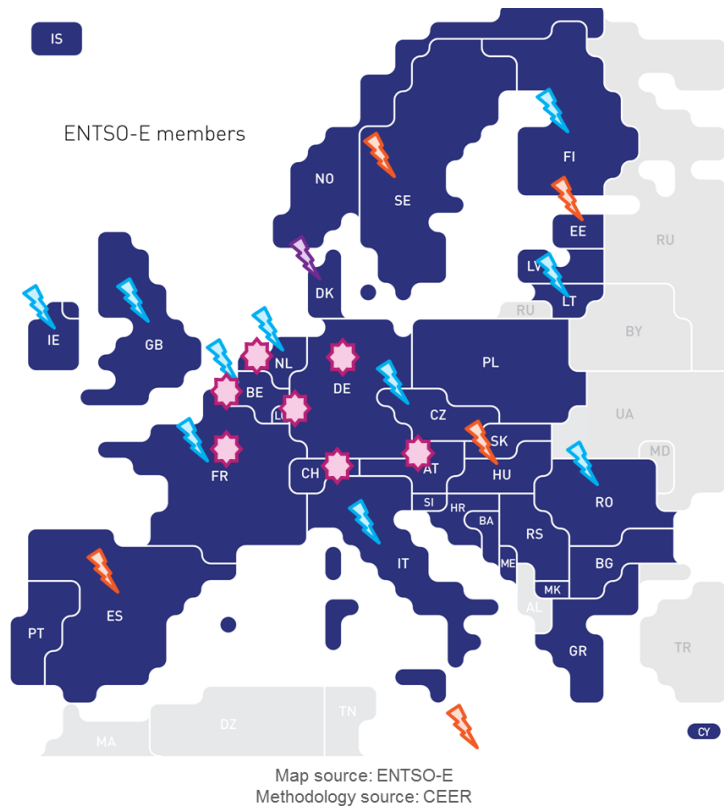 IS
ENTSO-E members
FI
NO
SE
RU
EE
LV
DK
LT
RU
IE
GB
BY
NL
PL
DE
BE
CZ
UA
SK
MD
FR
CH
AT
HU
SI
HR
RO
BA
RS
IT
ME
BG
MK
AL
ES
PT
GR
TR
TN
DZ
MA
CY
Map source: ENTSO-E
Methodology source: CEER